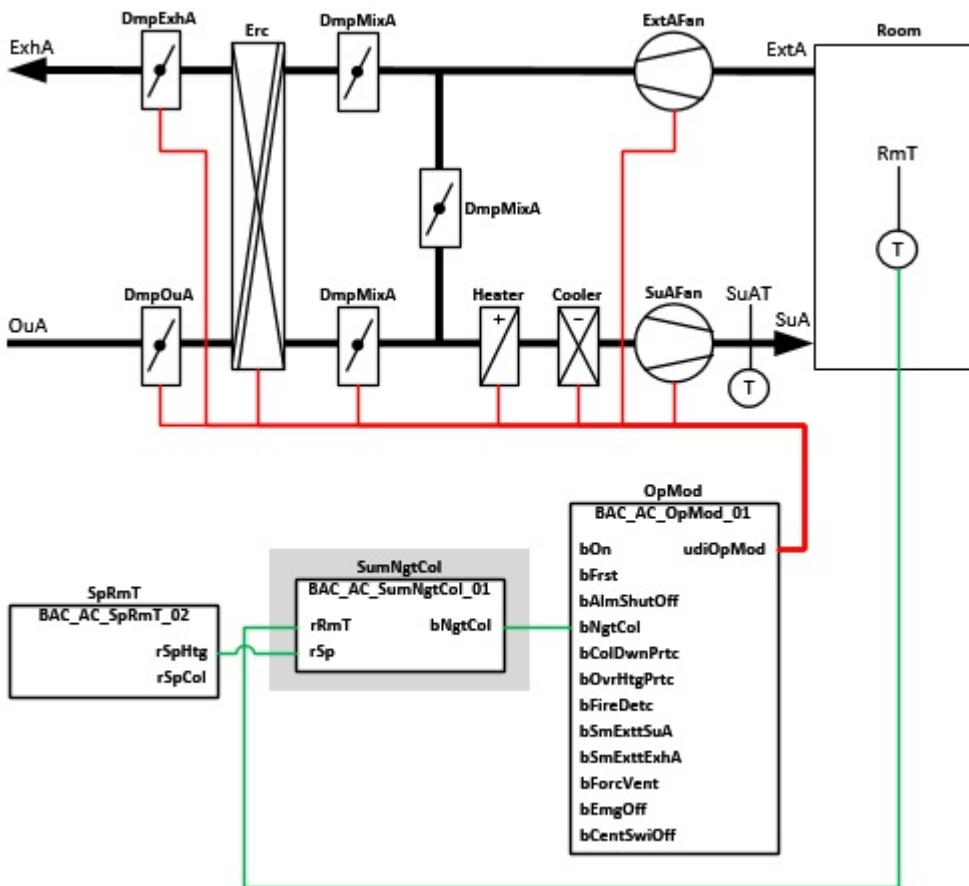 DmpExhA
Erc
DmpMixA
ExtAFan
Room
ExhA
ExtA
RmT
T
DmpMixA
DmpOuA
DmpMixA
Heater
Cooler
SuAFan
SuAT
OuA
+
−
SuA
T
OpMod
BAC_AC_OpMod_01
bOn
udiOpMod
bFrst
bAlmShutOff
bNgtCol
bColDwnPrtc
bOvrHtgPrtc
bFireDetc
bSmExttSuA
bSmExttExhA
bForcVent
bEmgOff
bCentSwiOff
SumNgtCol
BAC_AC_SumNgtCol_01
rRmT
bNgtCol
rSp
SpRmT
BAC_AC_SpRmT_02
rSpHtg
rSpCol